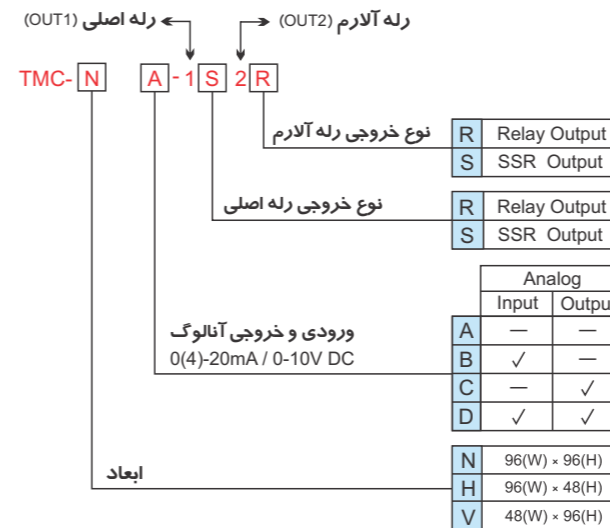 رله اصلی (OUT1)
رله آلارم (OUT2)
TMC- N A - 1 S 2 R
نوع خروجی رله آلارم
R Relay Output
S SSR Output
نوع خروجی رله اصلی
R Relay Output
S SSR Output
Analog
Input Outpu
ورودی و خروجی آنالوگ
0(4)-20mA / 0-10V DC
A — —
B ✓ —
C — ✓
D ✓ ✓
ابعاد
N 96(W) × 96(H)
H 96(W) × 48(H)
V 48(W) × 96(H)